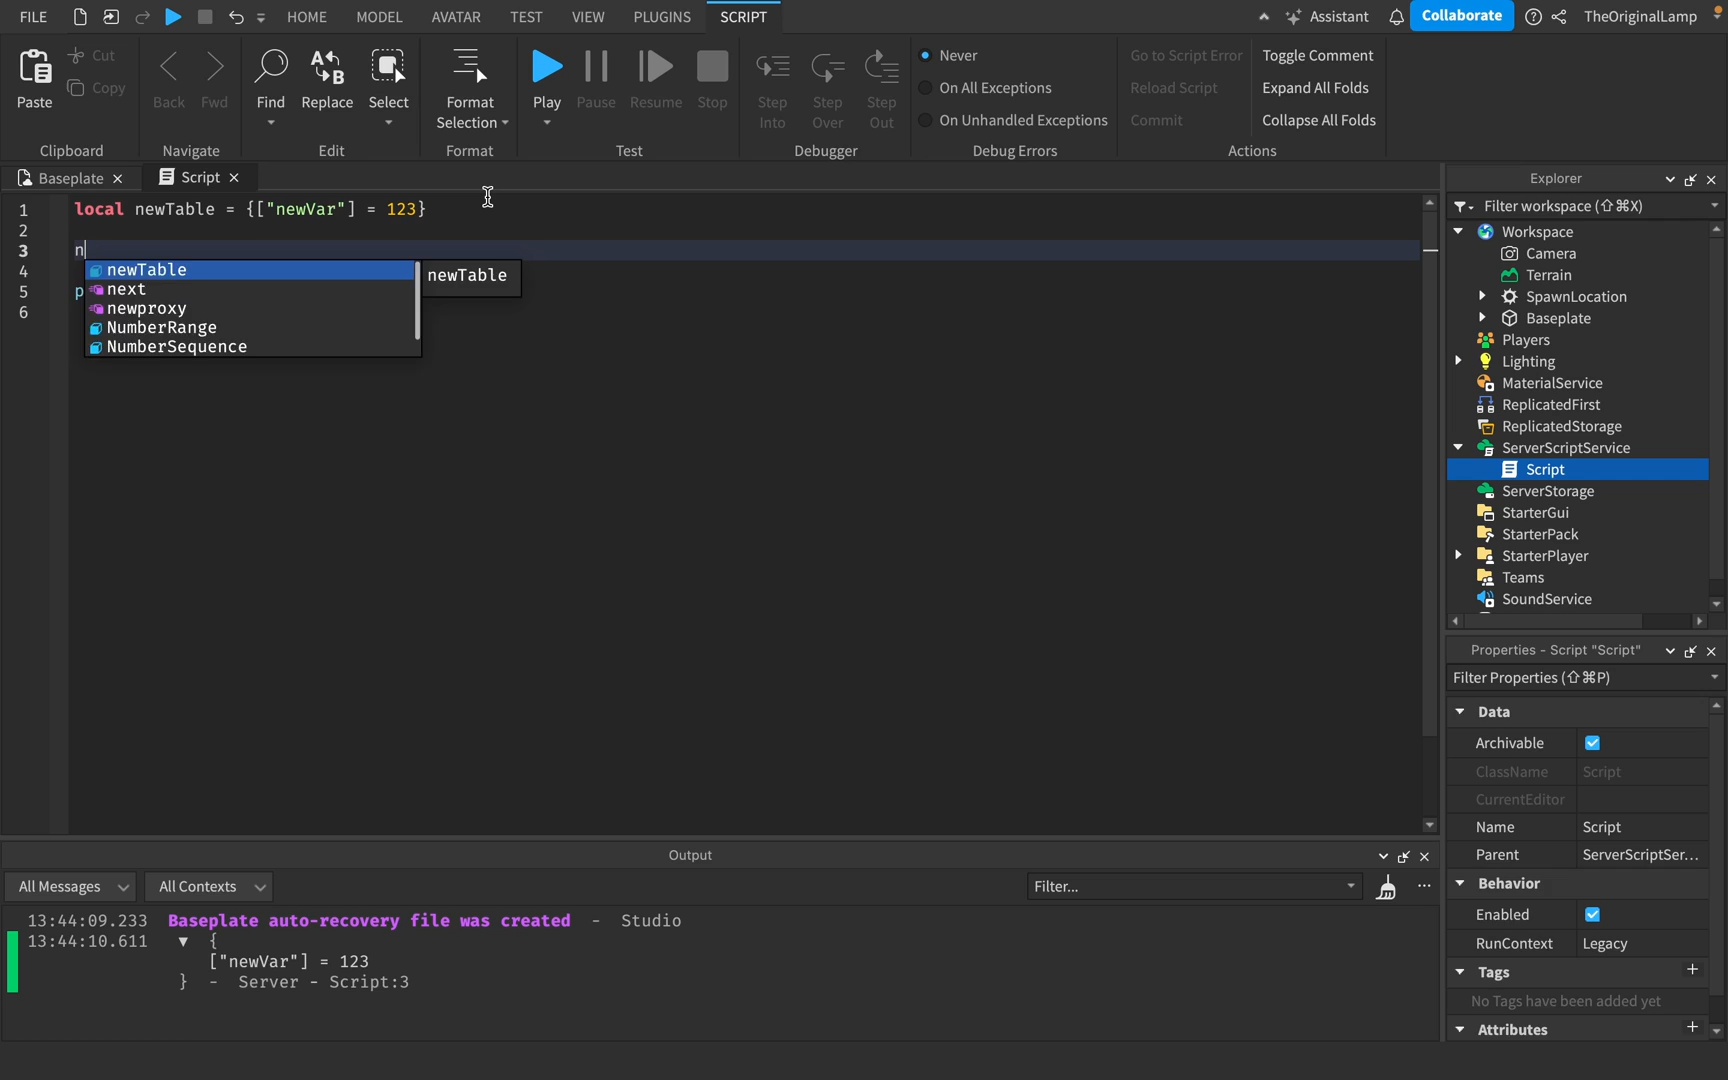 FILE HOME MODEL AVATAR TEST VIEW PLUGINS SCRIPT Assistant Collaborate TheOriginalLamp
Paste Cut Copy
Back Fwd
Find Replace Select
Format Selection
Play Pause Resume Stop
Step Into Step Over Step Out
Never
On All Exceptions
On Unhandled Exceptions
Go to Script Error
Reload Script
Commit
Toggle Comment
Expand All Folds
Collapse All Folds
Clipboard Navigate Edit Format Test Debugger Debug Errors Actions
Baseplate Script
1 local newTable = {["newVar"] = 123}
2
3 n
4
5 p
6
newTable
next
newproxy
NumberRange
NumberSequence
newTable
Explorer
Filter workspace (⇧⌘X)
Workspace
Camera
Terrain
SpawnLocation
Baseplate
Players
Lighting
MaterialService
ReplicatedFirst
ReplicatedStorage
ServerScriptService
Script
ServerStorage
StarterGui
StarterPack
StarterPlayer
Teams
SoundService
Properties - Script "Script"
Filter Properties (⇧⌘P)
Data
Archivable
ClassName Script
CurrentEditor
Name Script
Parent ServerScriptSer...
Behavior
Enabled
RunContext Legacy
Tags +
No Tags have been added yet
Attributes +
Output
All Messages All Contexts Filter... ...
13:44:09.233 Baseplate auto-recovery file was created - Studio
13:44:10.611 ▼ {
["newVar"] = 123
} - Server - Script:3